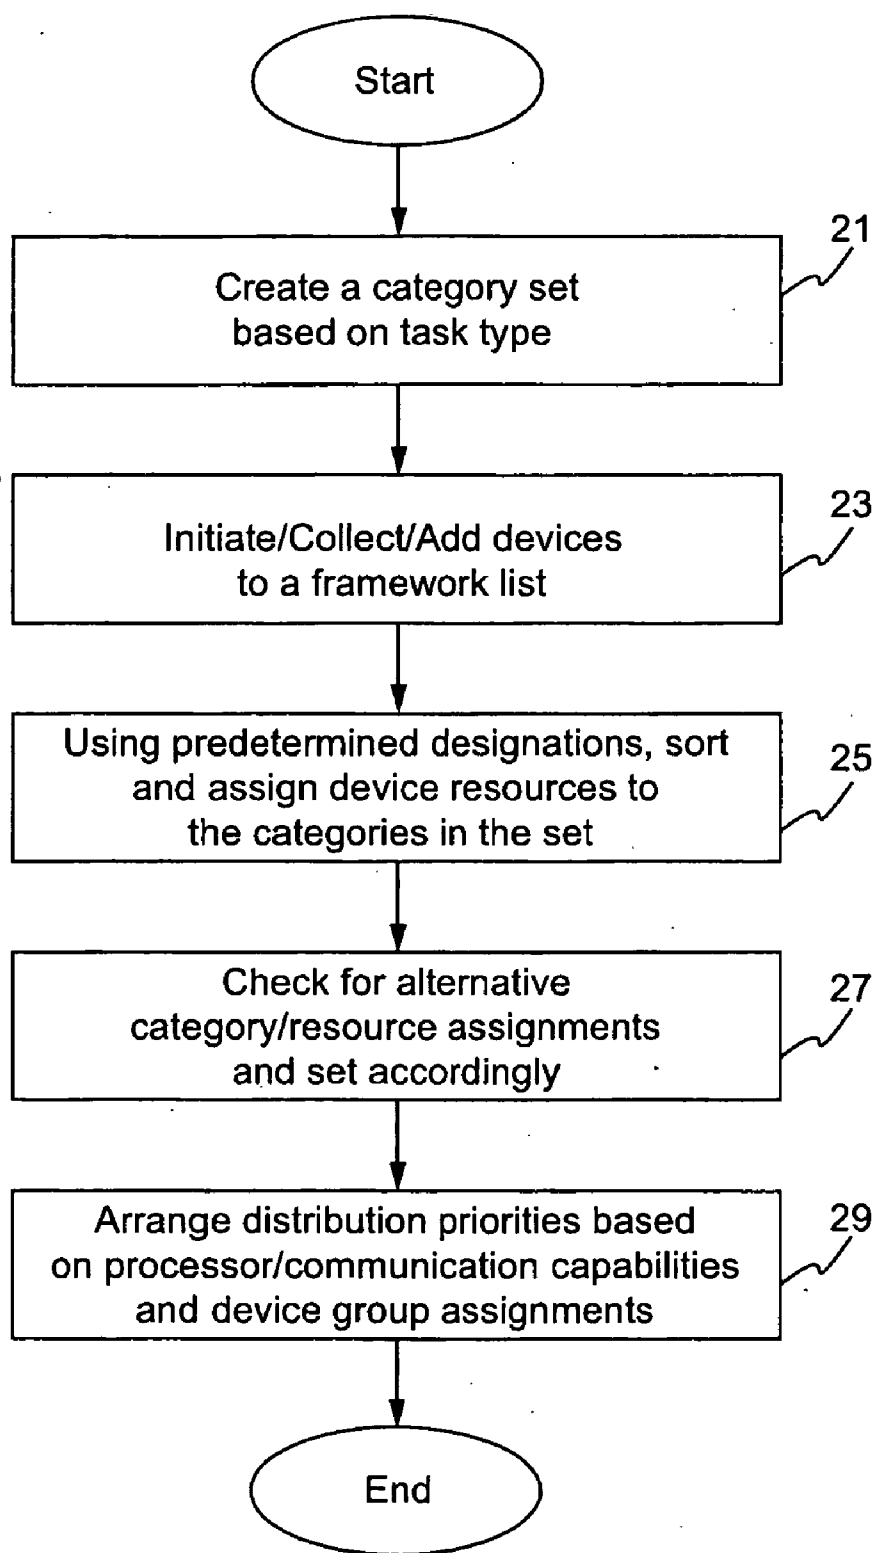 Start
21
Create a category set
based on task type
23
Initiate/Collect/Add devices
to a framework list
Using predetermined designations, sort
25
and assign device resources to
the categories in the set
Check for alternative
27
category/resource assignments
and set accordingly
Arrange distribution priorities based
29
on processor/communication capabilities
and device group assignments
End